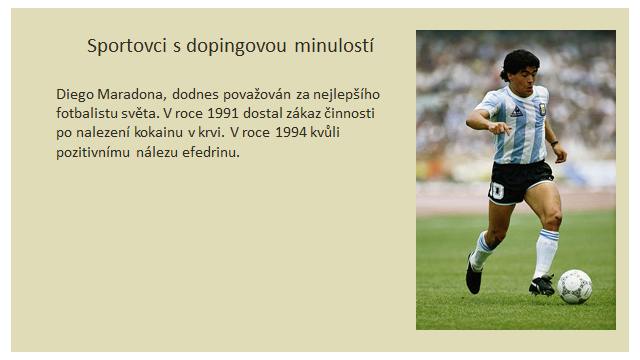 Sportovci s dopingovou minulostí
Diego Maradona, dodnes považován za nejlepšího
fotbalistu světa. V roce 1991 dostal zákaz činnosti
po nalezení kokainu v krvi. V roce 1994 kvůli
pozitivnímu nálezu efedrinu.